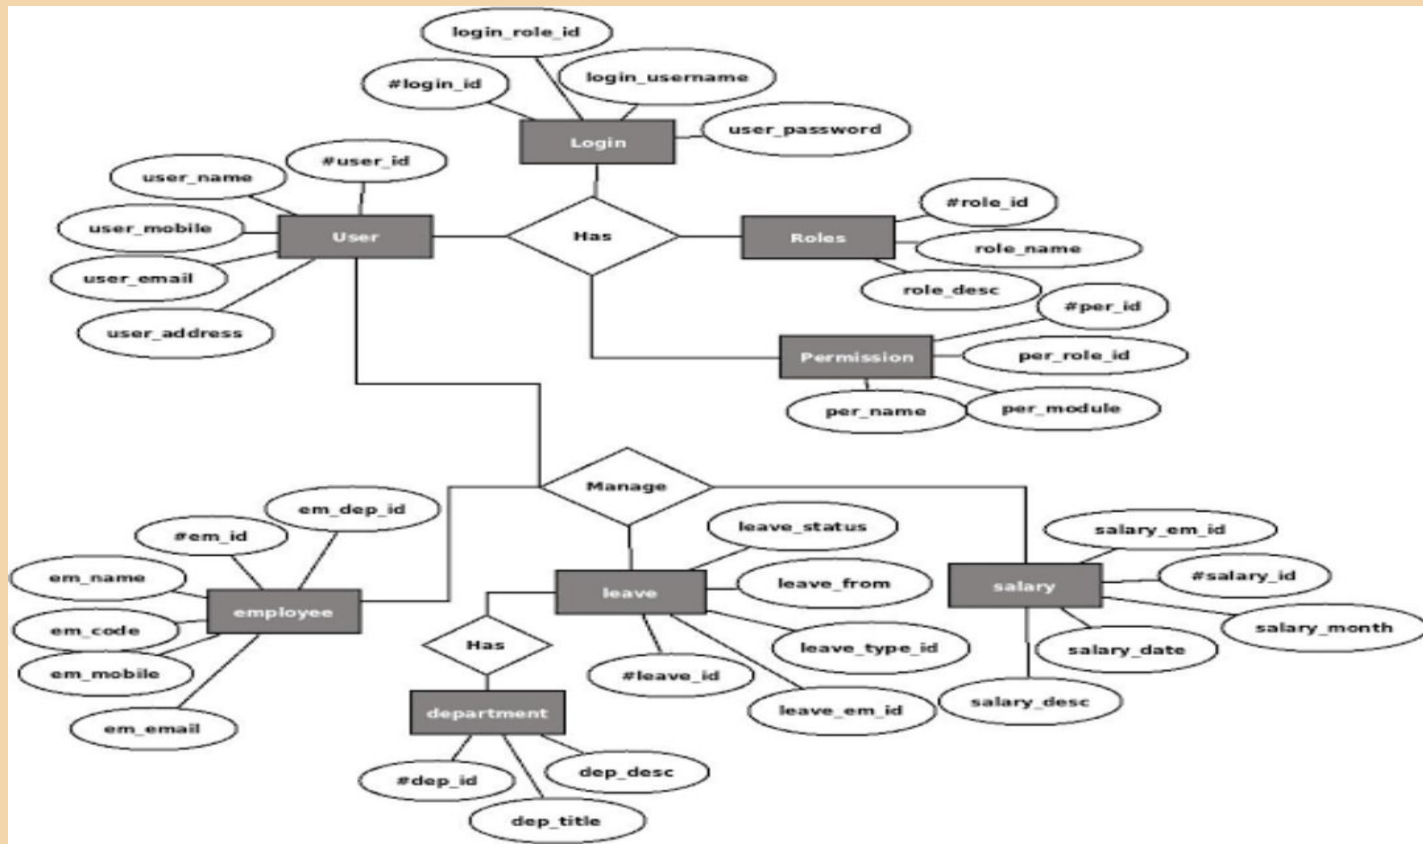 login_role_id
#login_id
login_username
user_password
Login
#user_id
user_name
user_mobile
user_email
user_address
User
Has
Roles
#role_id
role_name
role_desc
#per_id
Permission
per_role_id
per_name
per_module
Manage
em_dep_id
#em_id
em_name
em_code
em_mobile
em_email
employee
leave_status
leave_from
leave
leave_type_id
#leave_id
leave_em_id
Has
department
#dep_id
dep_desc
dep_title
salary_em_id
#salary_id
salary
salary_month
salary_date
salary_desc